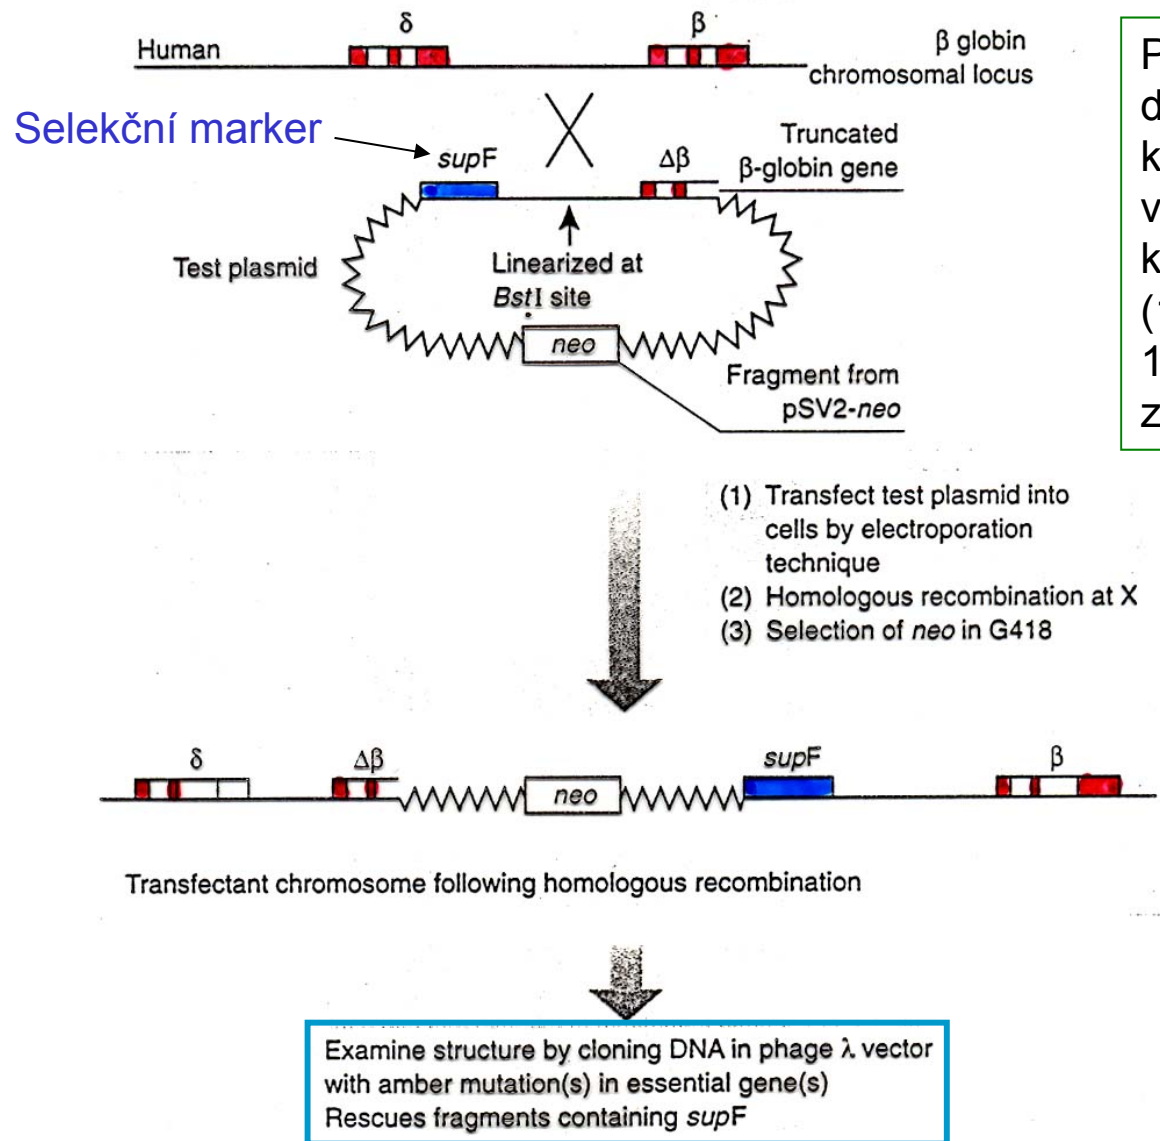 δ
β
Human
β globin
chromosomal locus
Selekční marker
supF
Δβ
Truncated
β-globin gene
Test plasmid
Linearized at
BstI site
neo
Fragment from
pSV2-neo
(1) Transfect test plasmid into
cells by electroporation
technique
(2) Homologous recombination at X
(3) Selection of neo in G418
δ
Δβ
neo
supF
β
Transfectant chromosome following homologous recombination
Examine structure by cloning DNA in phage λ vector
with amber mutation(s) in essential gene(s)
Rescues fragments containing supF